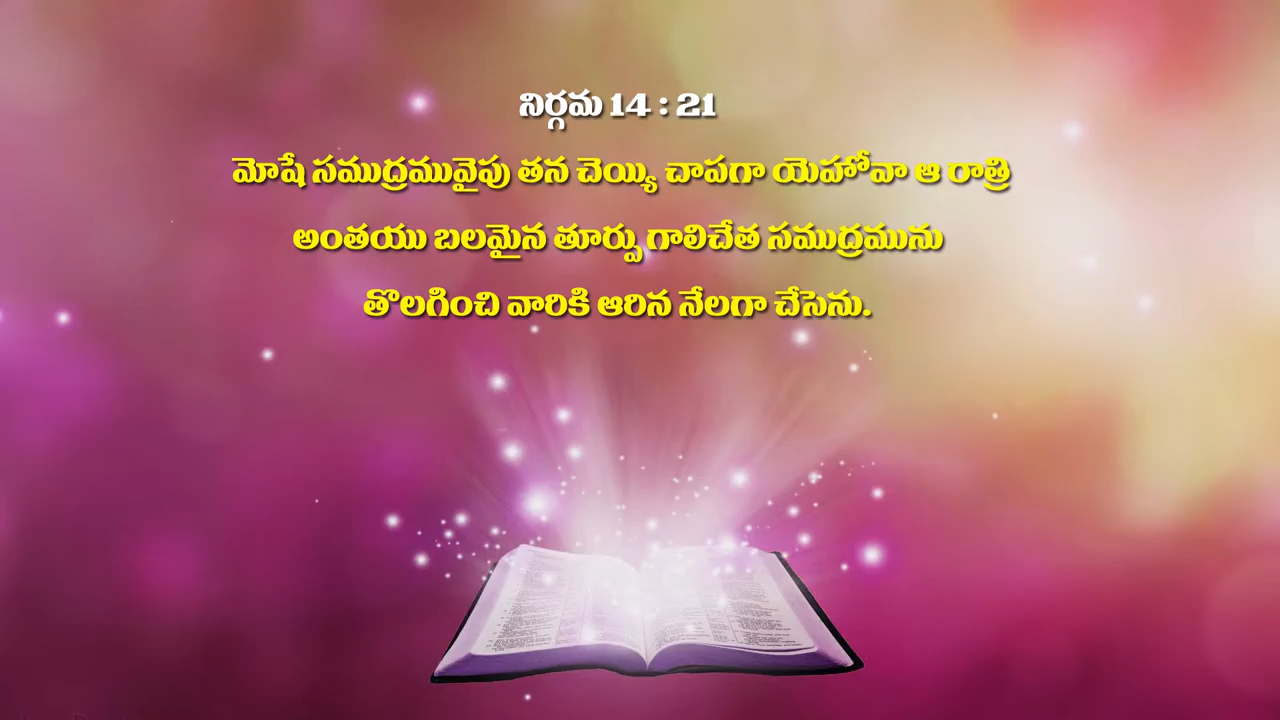 నిర్గమ 14 : 21
మోషే సముద్రమువైపు తన చెయ్యి చాపగా యెహోవా ఆ రాత్రి
అంతయు బలమైన తూర్పు గాలిచేత సముద్రమును
తొలగించి వారికి ఆరిన నేలగా చేసెను.